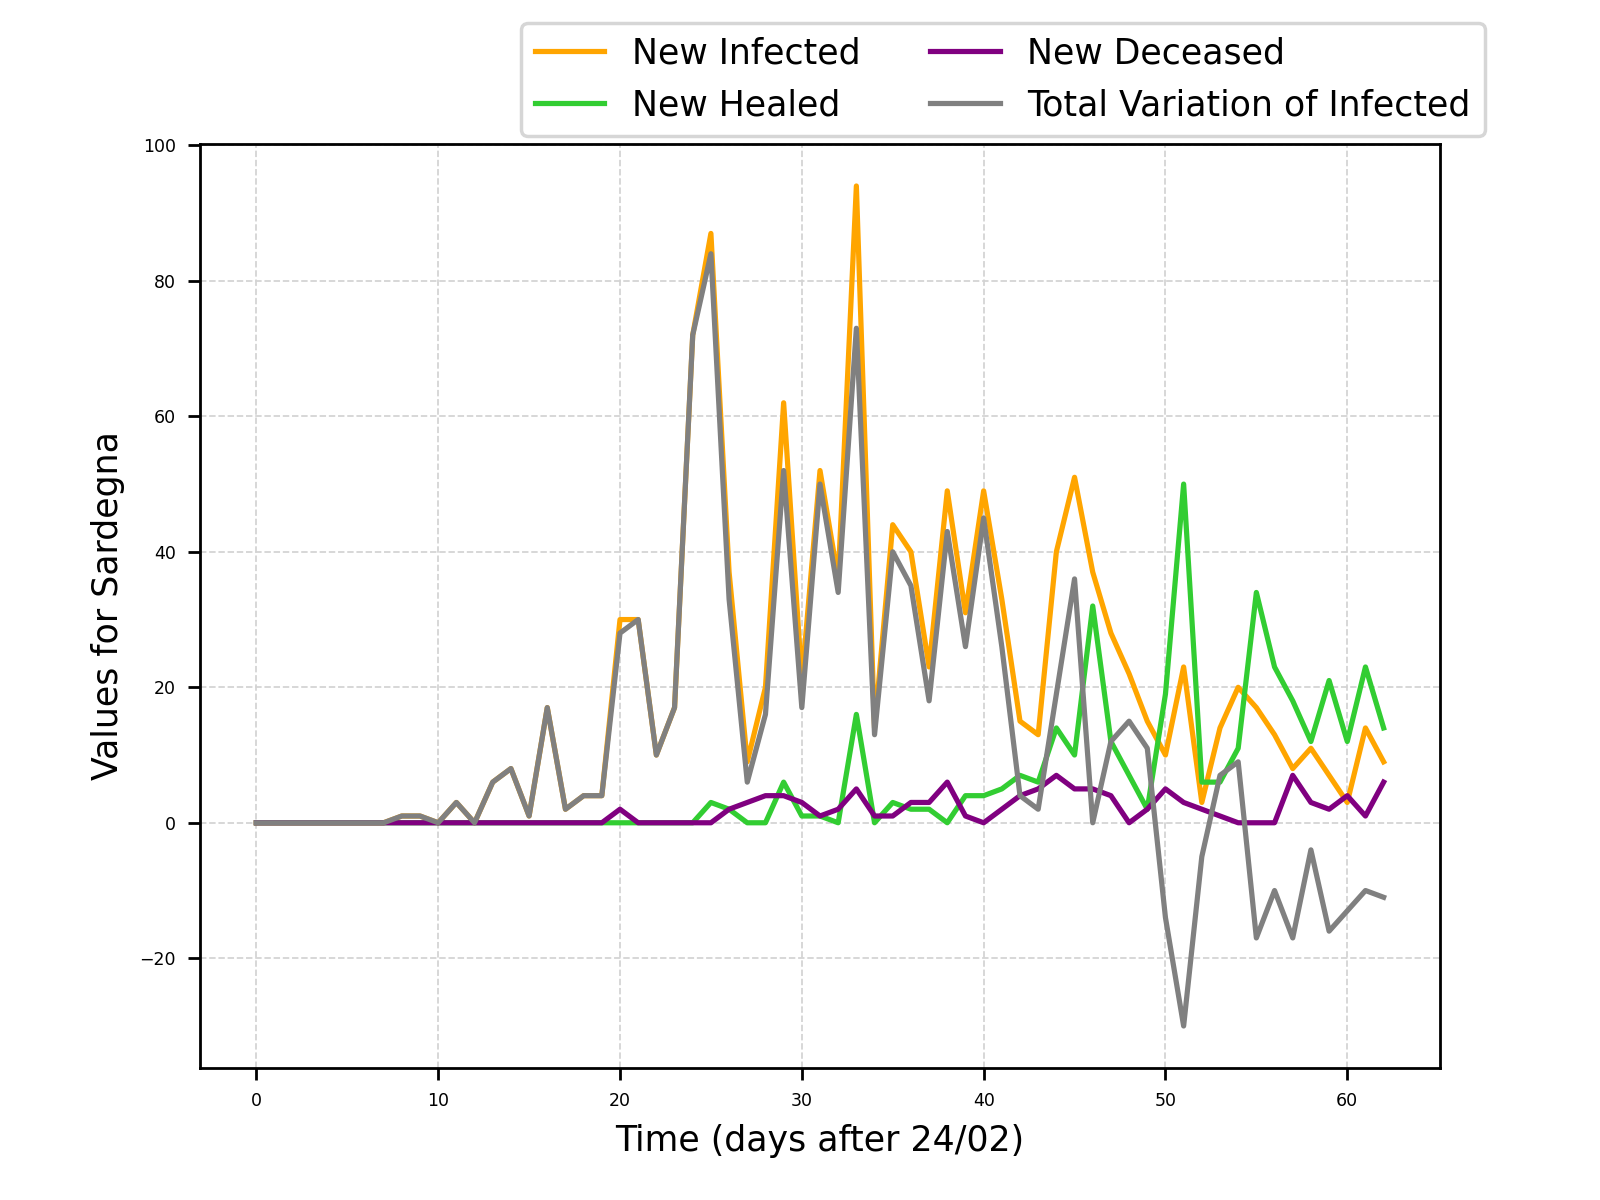 New Infected
New Healed
New Deceased
Total Variation of Infected
100
80
60
40
20
0
−20
Values for Sardegna
0 10 20 30 40 50 60
Time (days after 24/02)